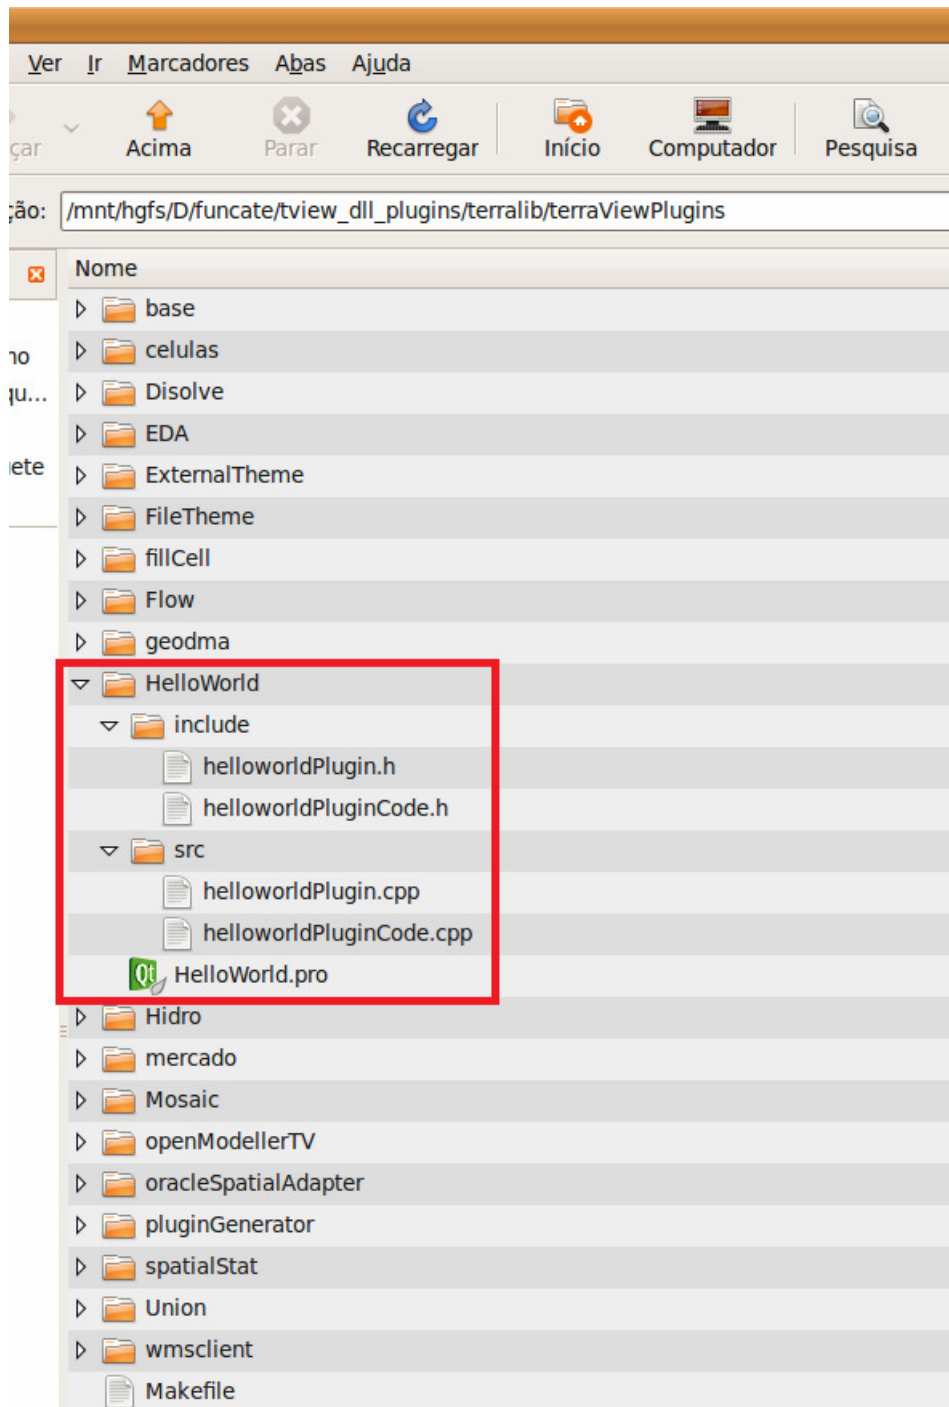 Ver Ir Marcadores Abas Ajuda
çar Acima Parar Recarregar Início Computador Pesquisa
ção: /mnt/hgfs/D/funcate/tview_dll_plugins/terralib/terraViewPlugins
Nome
base
no
celulas
qu...
Disolve
EDA
ete
ExternalTheme
FileTheme
fillCell
Flow
geodma
HelloWorld
include
helloworldPlugin.h
helloworldPluginCode.h
src
helloworldPlugin.cpp
helloworldPluginCode.cpp
Qt HelloWorld.pro
Hidro
mercado
Mosaic
openModellerTV
oracleSpatialAdapter
pluginGenerator
spatialStat
Union
wmsclient
Makefile